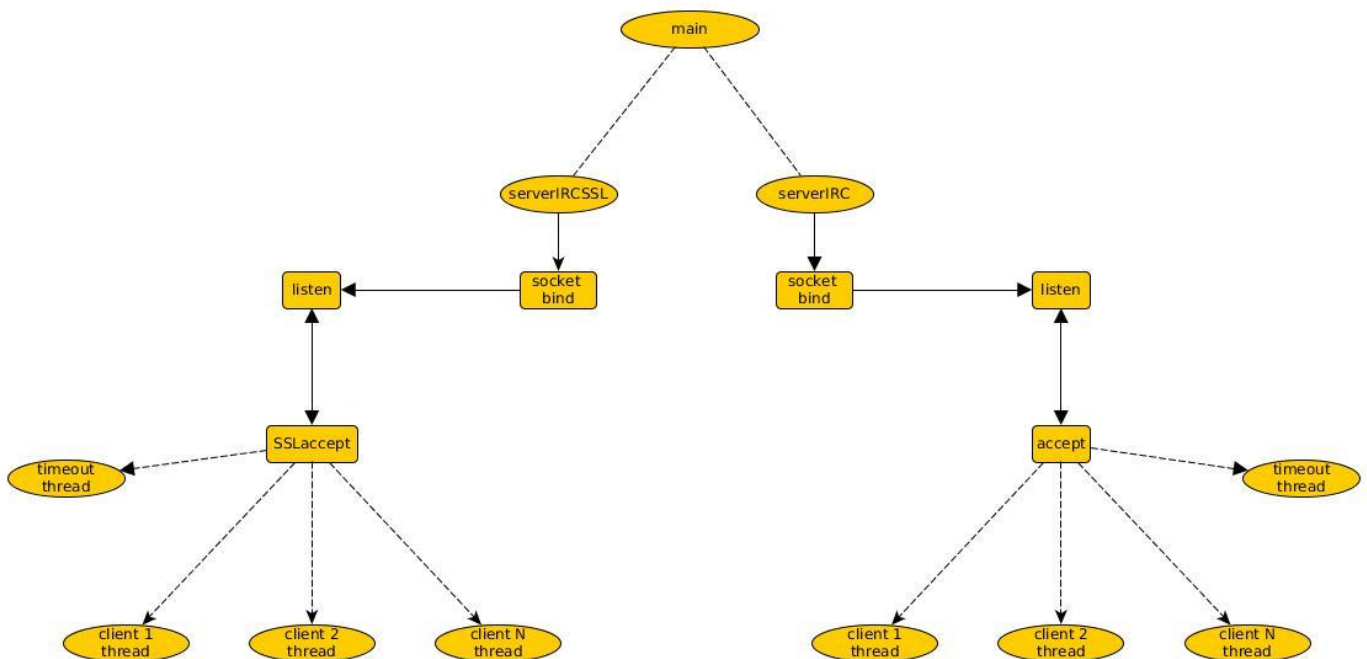 main
serverIRCSSL
serverIRC
listen
socket
bind
socket
bind
listen
SSLaccept
accept
timeout
thread
timeout
thread
client 1
thread
client 2
thread
client N
thread
client 1
thread
client 2
thread
client N
thread